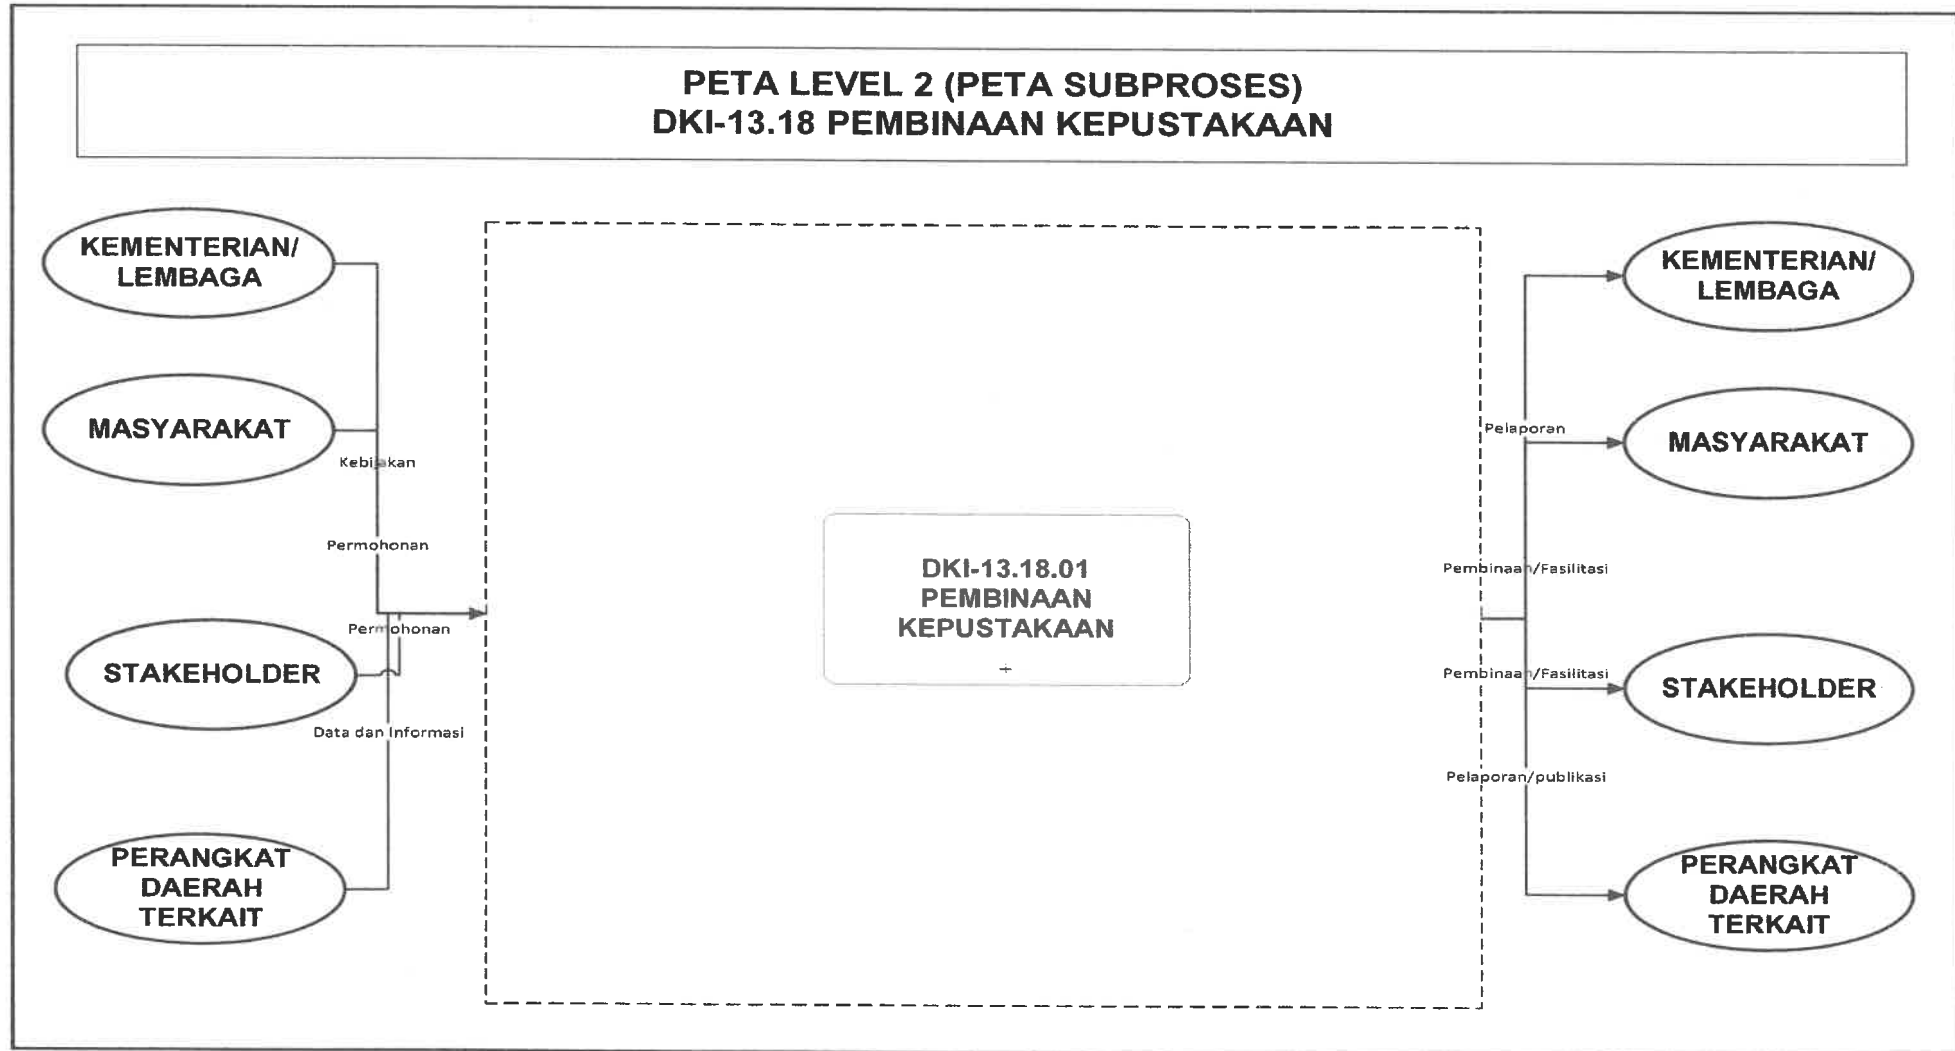 PETA LEVEL 2 (PETA SUBPROSES)
DKI-13.18 PEMBINAAN KEPUSTAKAAN
KEMENTERIAN/
LEMBAGA
MASYARAKAT
Kebijakan
Permohonan
Permohonan
STAKEHOLDER
Data dan Informasi
PERANGKAT
DAERAH
TERKAIT
DKI-13.18.01
PEMBINAAN
KEPUSTAKAAN
+
KEMENTERIAN/
LEMBAGA
Pelaporan
MASYARAKAT
Pembinaan/Fasilitasi
Pembinaan/Fasilitasi
STAKEHOLDER
Pelaporan/publikasi
PERANGKAT
DAERAH
TERKAIT